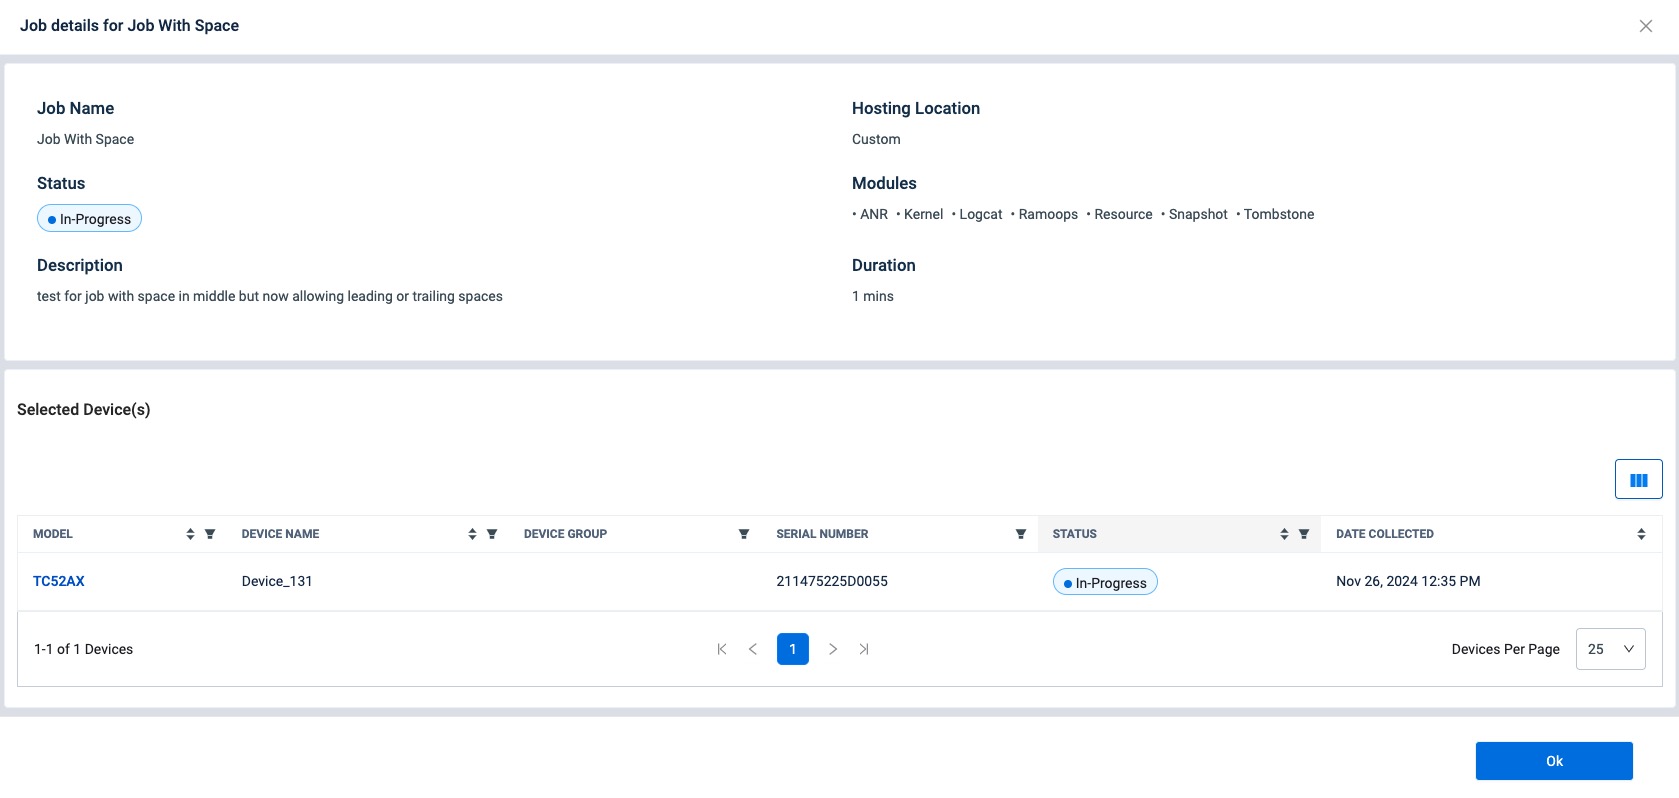 Job details for Job With Space
Job Name
Job With Space
Hosting Location
Custom
Status
In-Progress
Modules
• ANR • Kernel • Logcat • Ramoops • Resource • Snapshot • Tombstone
Description
test for job with space in middle but now allowing leading or trailing spaces
Duration
1 mins
Selected Device(s)
MODEL DEVICE NAME DEVICE GROUP SERIAL NUMBER STATUS DATE COLLECTED
TC52AX Device_131 211475225D0055 In-Progress Nov 26, 2024 12:35 PM
1-1 of 1 Devices 1 Devices Per Page 25
Ok